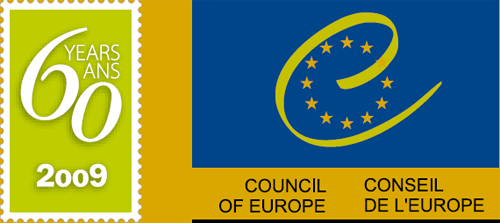 60 YEARS
ANS
2009
COUNCIL
OF EUROPE
CONSEIL
DE L'EUROPE